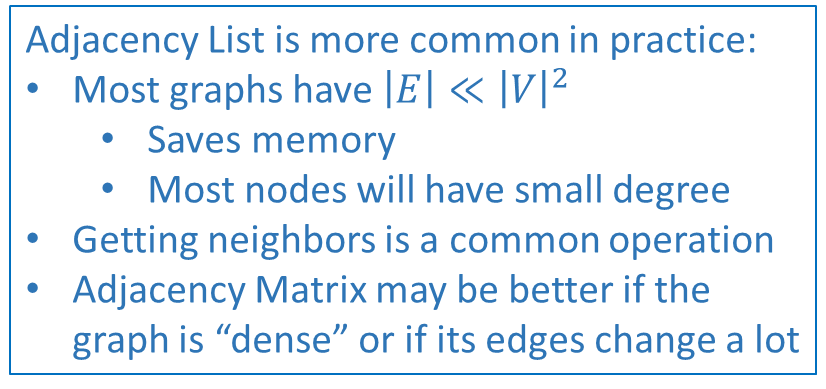 Adjacency List is more common in practice:
• Most graphs have |E| ≪ |V|²
• Saves memory
• Most nodes will have small degree
• Getting neighbors is a common operation
• Adjacency Matrix may be better if the
graph is “dense” or if its edges change a lot